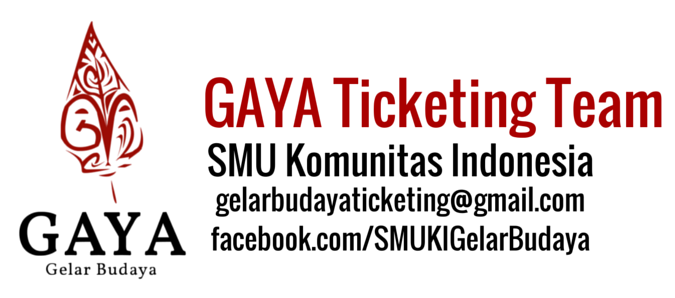 GAYA
Gelar Budaya
GAYA Ticketing Team
SMU Komunitas Indonesia
gelarbudayaticketing@gmail.com
facebook.com/SMUKIGelarBudaya